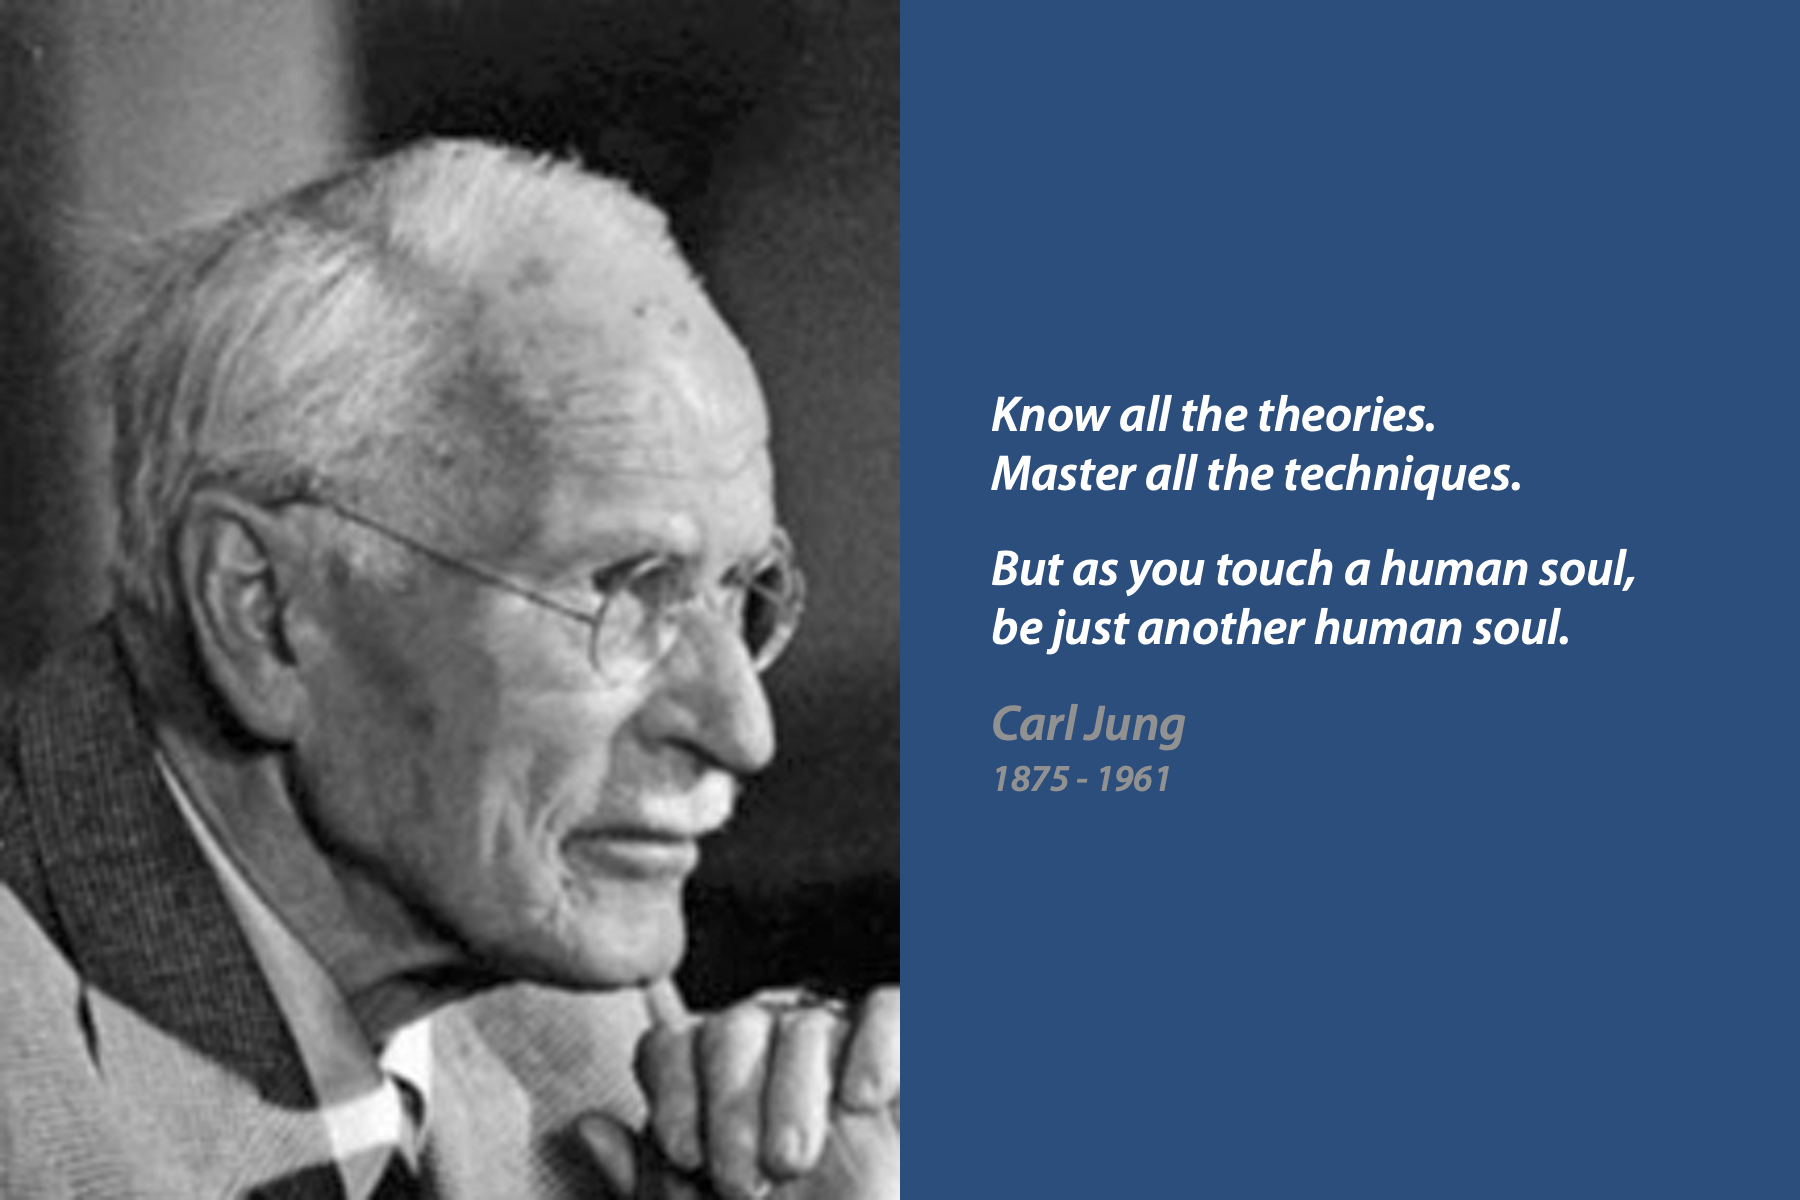 Know all the theories.
Master all the techniques.
But as you touch a human soul,
be just another human soul.
Carl Jung
1875 - 1961